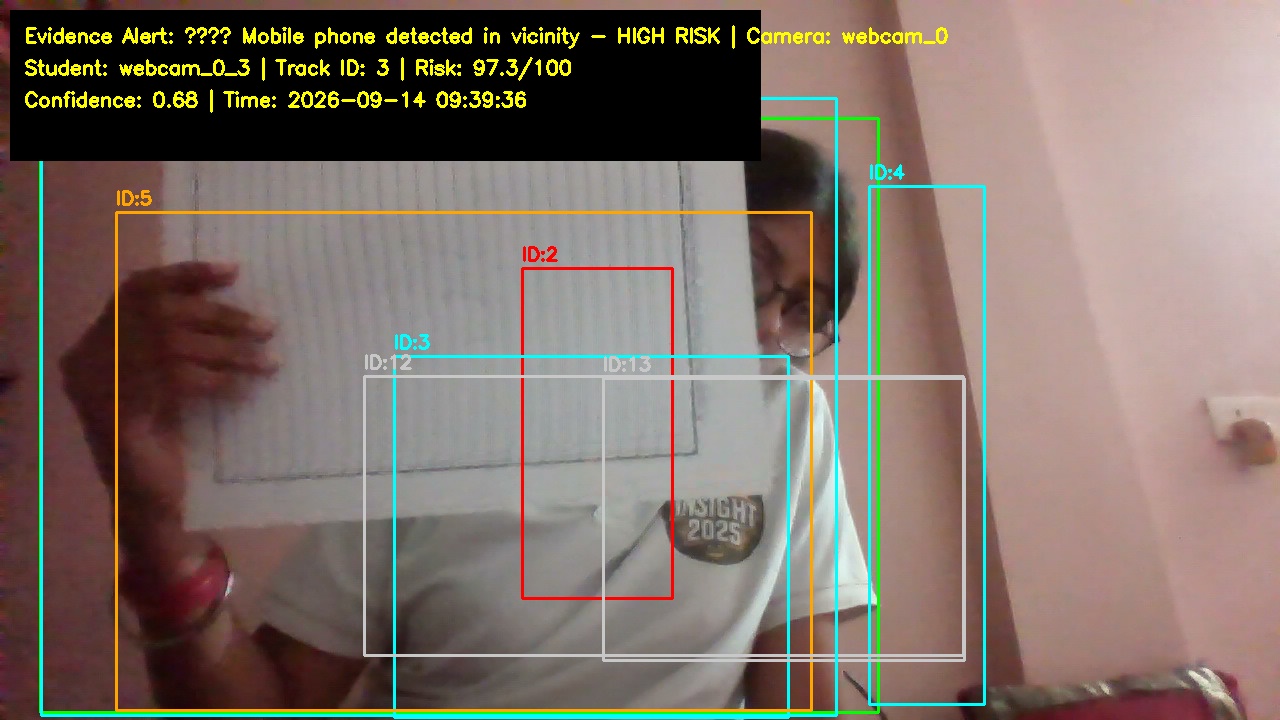 Evidence Alert: ???? Mobile phone detected in vicinity - HIGH RISK | Camera: webcam_0
Student: webcam_0_3 | Track ID: 3 | Risk: 97.3/100
Confidence: 0.68 | Time: 2026-09-14 09:39:36
ID:4
ID:5
ID:2
ID:3
ID:12
ID:13
INSIGHT
2025